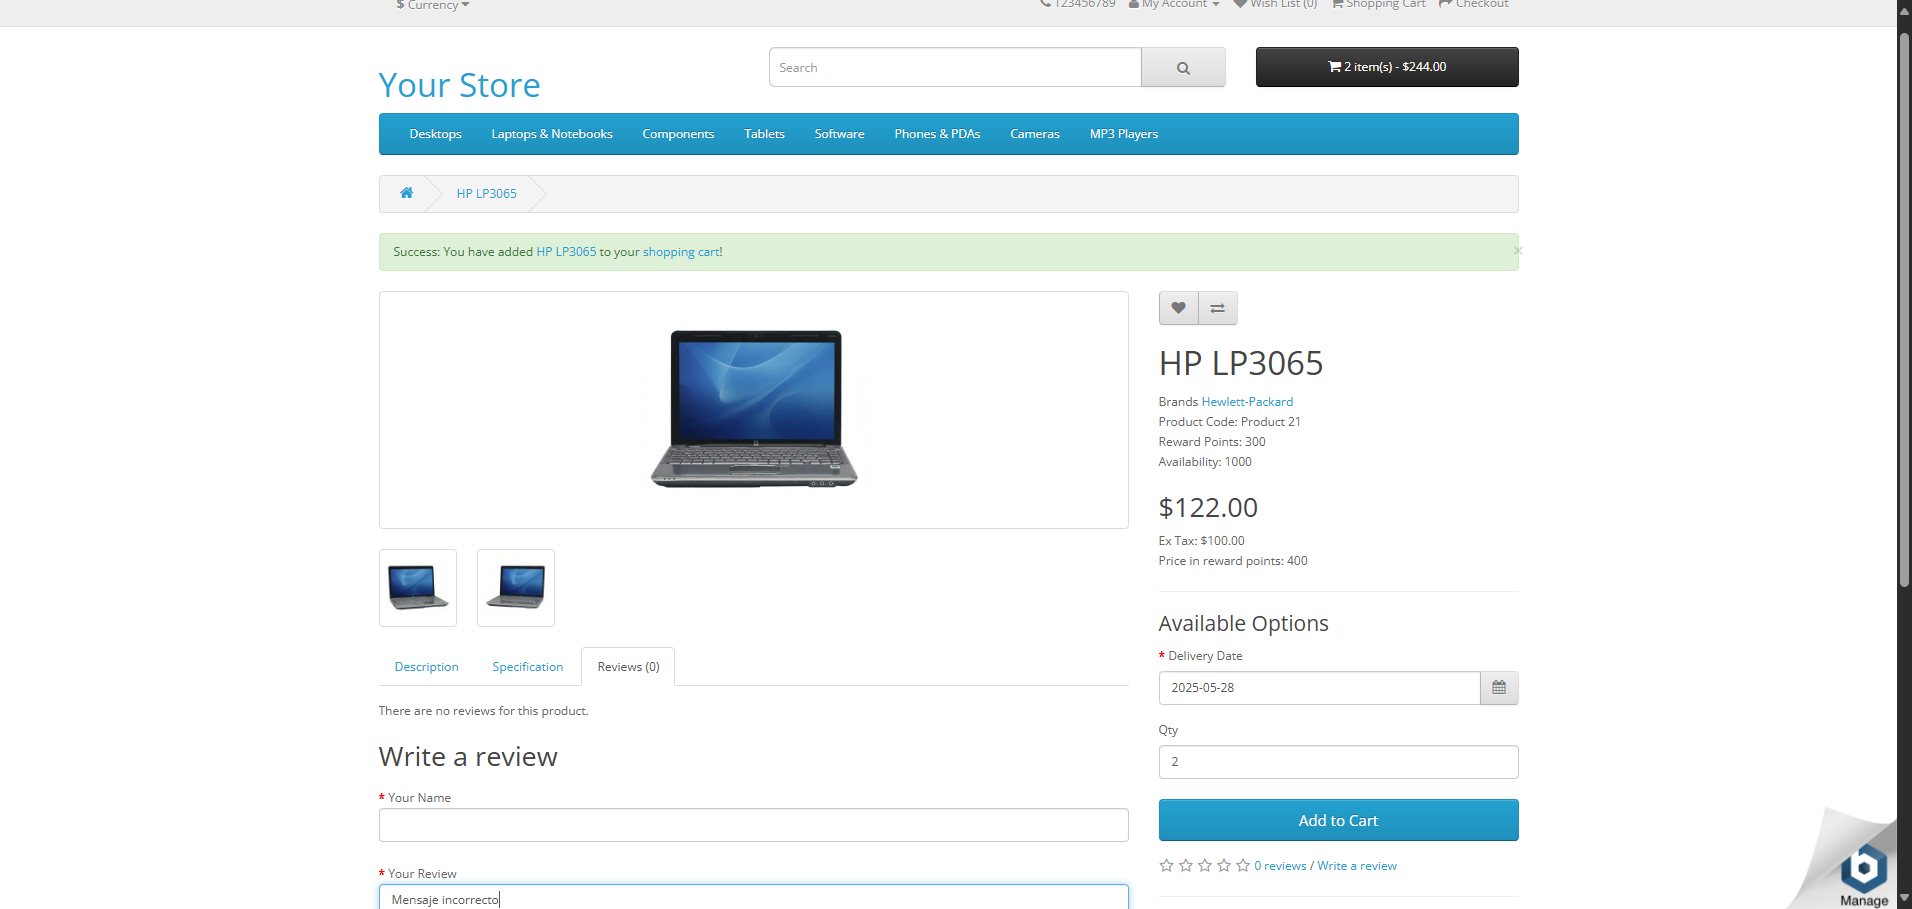 $ Currency
123456789 My Account Wish List (0) Shopping Cart Checkout
Your Store
Search
2 item(s) - $244.00
Desktops Laptops & Notebooks Components Tablets Software Phones & PDAs Cameras MP3 Players
HP LP3065
Success: You have added HP LP3065 to your shopping cart!
×
HP LP3065
Brands Hewlett-Packard
Product Code: Product 21
Reward Points: 300
Availability: 1000
$122.00
Ex Tax: $100.00
Price in reward points: 400
Available Options
* Delivery Date
2025-05-28
Qty
2
Add to Cart
0 reviews / Write a review
Description Specification Reviews (0)
There are no reviews for this product.
Write a review
* Your Name
* Your Review
Mensaje incorrecto
b
Manage